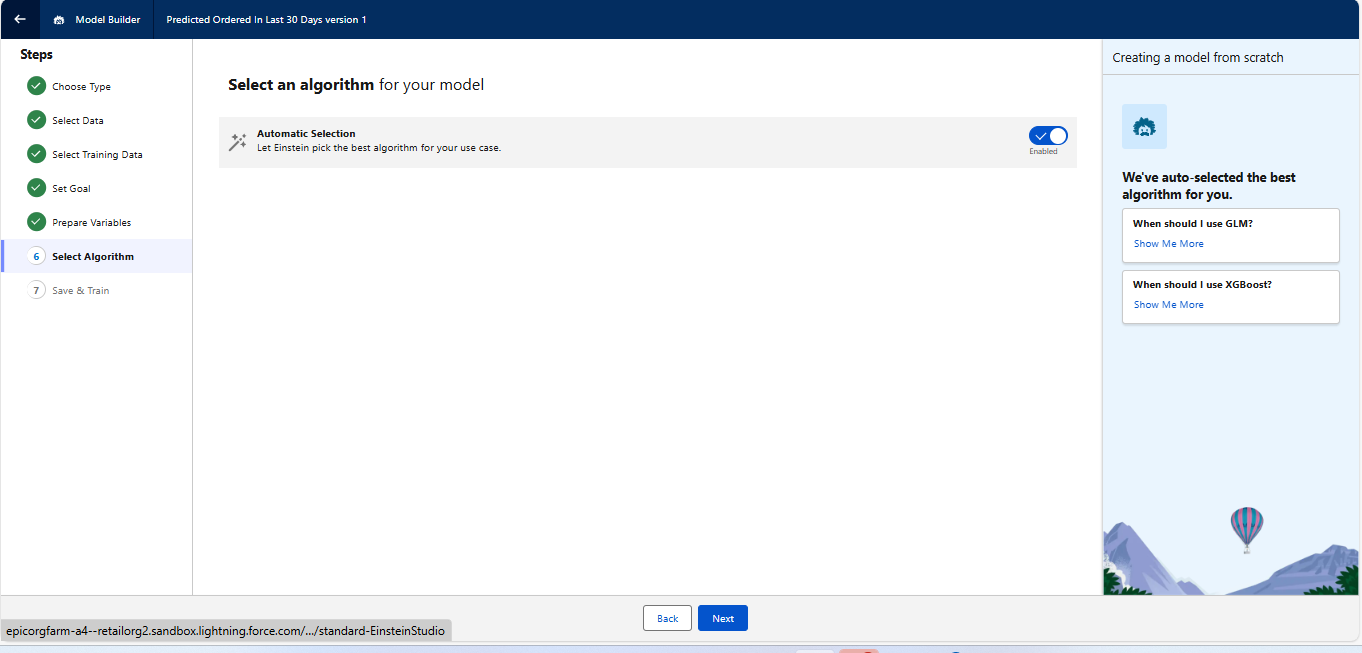 Model Builder
Predicted Ordered In Last 30 Days version 1
Steps
Choose Type
Select Data
Select Training Data
Set Goal
Prepare Variables
6 Select Algorithm
7 Save & Train
Select an algorithm for your model
Automatic Selection
Let Einstein pick the best algorithm for your use case.
Enabled
Creating a model from scratch
We've auto-selected the best
algorithm for you.
When should I use GLM?
Show Me More
When should I use XGBoost?
Show Me More
Back
Next
epicorgfarm-a4--retailorg2.sandbox.lightning.force.com/.../standard-EinsteinStudio